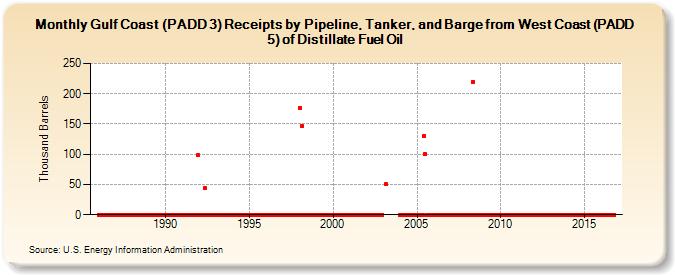 Monthly Gulf Coast (PADD 3) Receipts by Pipeline, Tanker, and Barge from West Coast (PADD
5) of Distillate Fuel Oil
Thousand Barrels
250
200
150
100
50
0
1990 1995 2000 2005 2010 2015
Source: U.S. Energy Information Administration